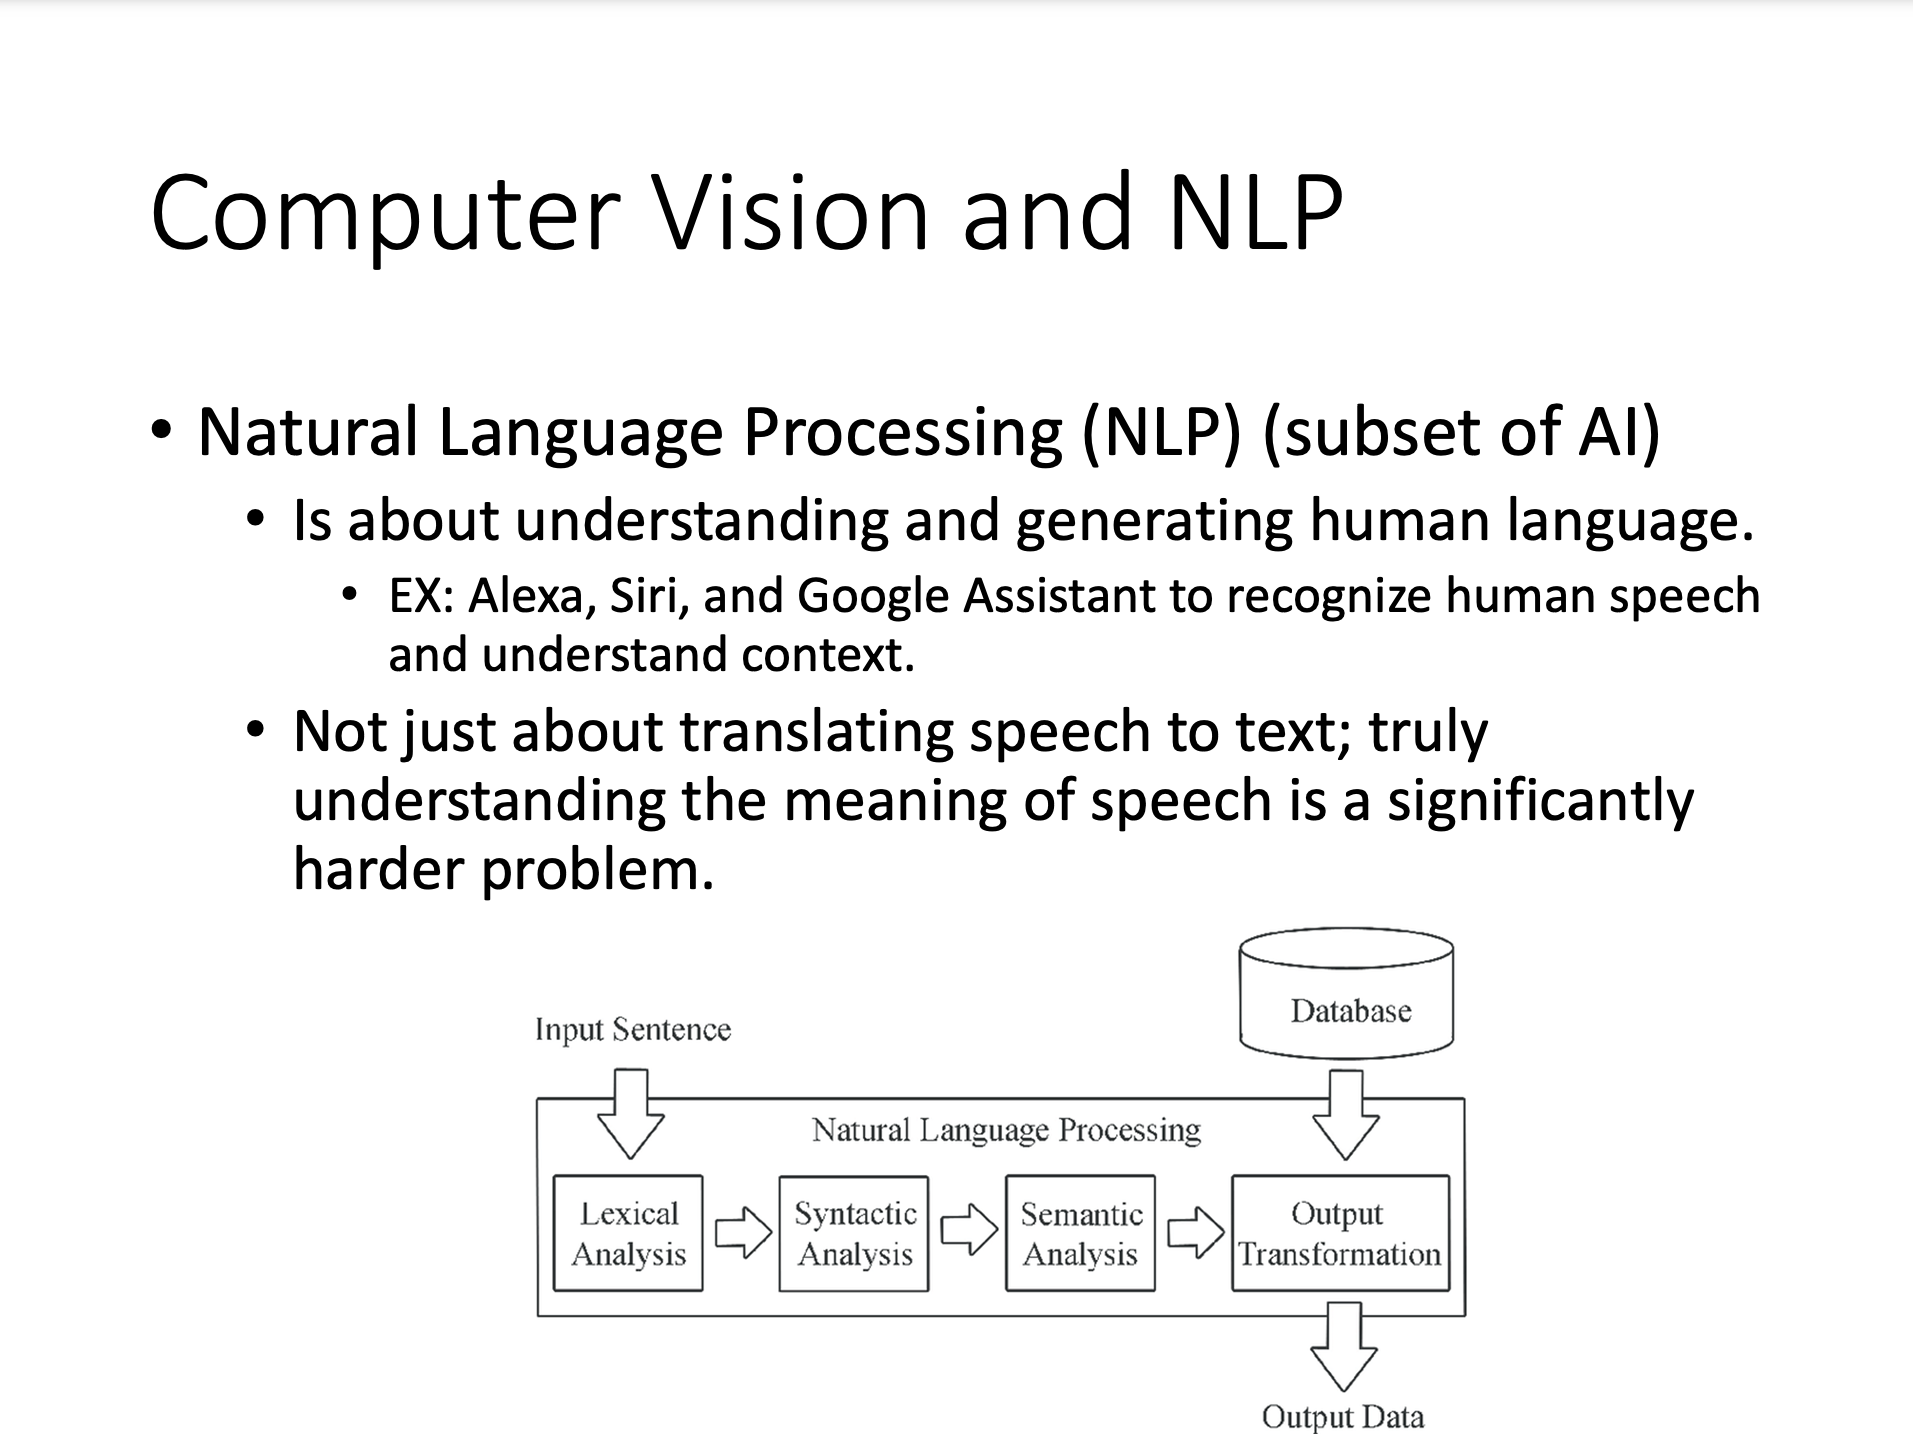 Computer Vision and NLP
• Natural Language Processing (NLP) (subset of AI)
• Is about understanding and generating human language.
• EX: Alexa, Siri, and Google Assistant to recognize human speech
and understand context.
• Not just about translating speech to text; truly
understanding the meaning of speech is a significantly
harder problem.
Input Sentence
Database
Natural Language Processing
Lexical
Analysis
Syntactic
Analysis
Semantic
Analysis
Output
Transformation
Output Data